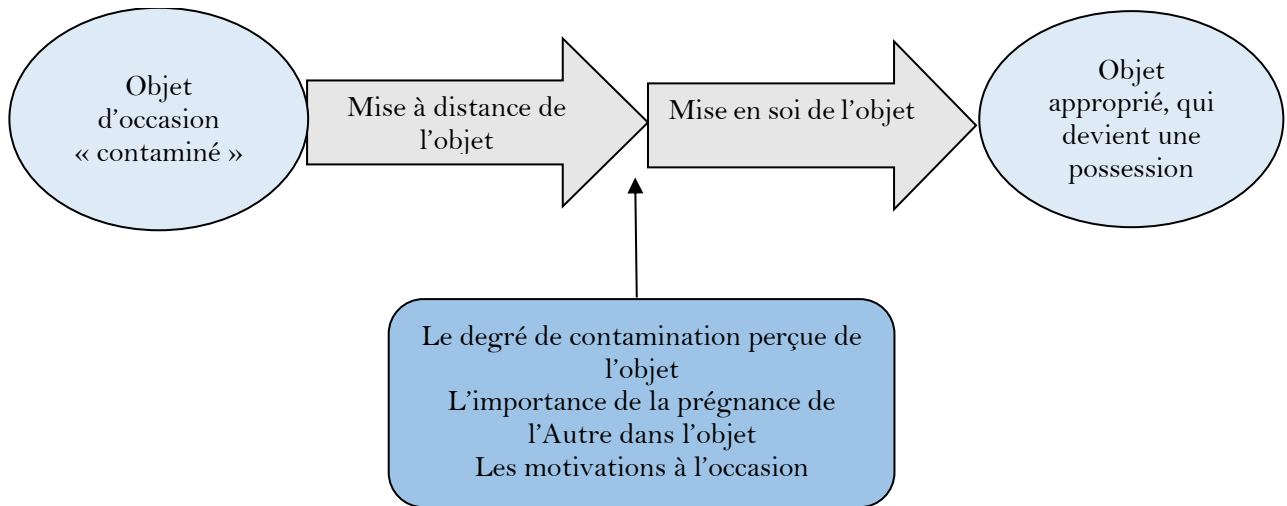 Objet
d’occasion
« contaminé »
Mise à distance de
l’objet
Mise en soi de l’objet
Objet
approprié, qui
devient une
possession
Le degré de contamination perçue de
l’objet
L’importance de la prégnance de
l’Autre dans l’objet
Les motivations à l’occasion